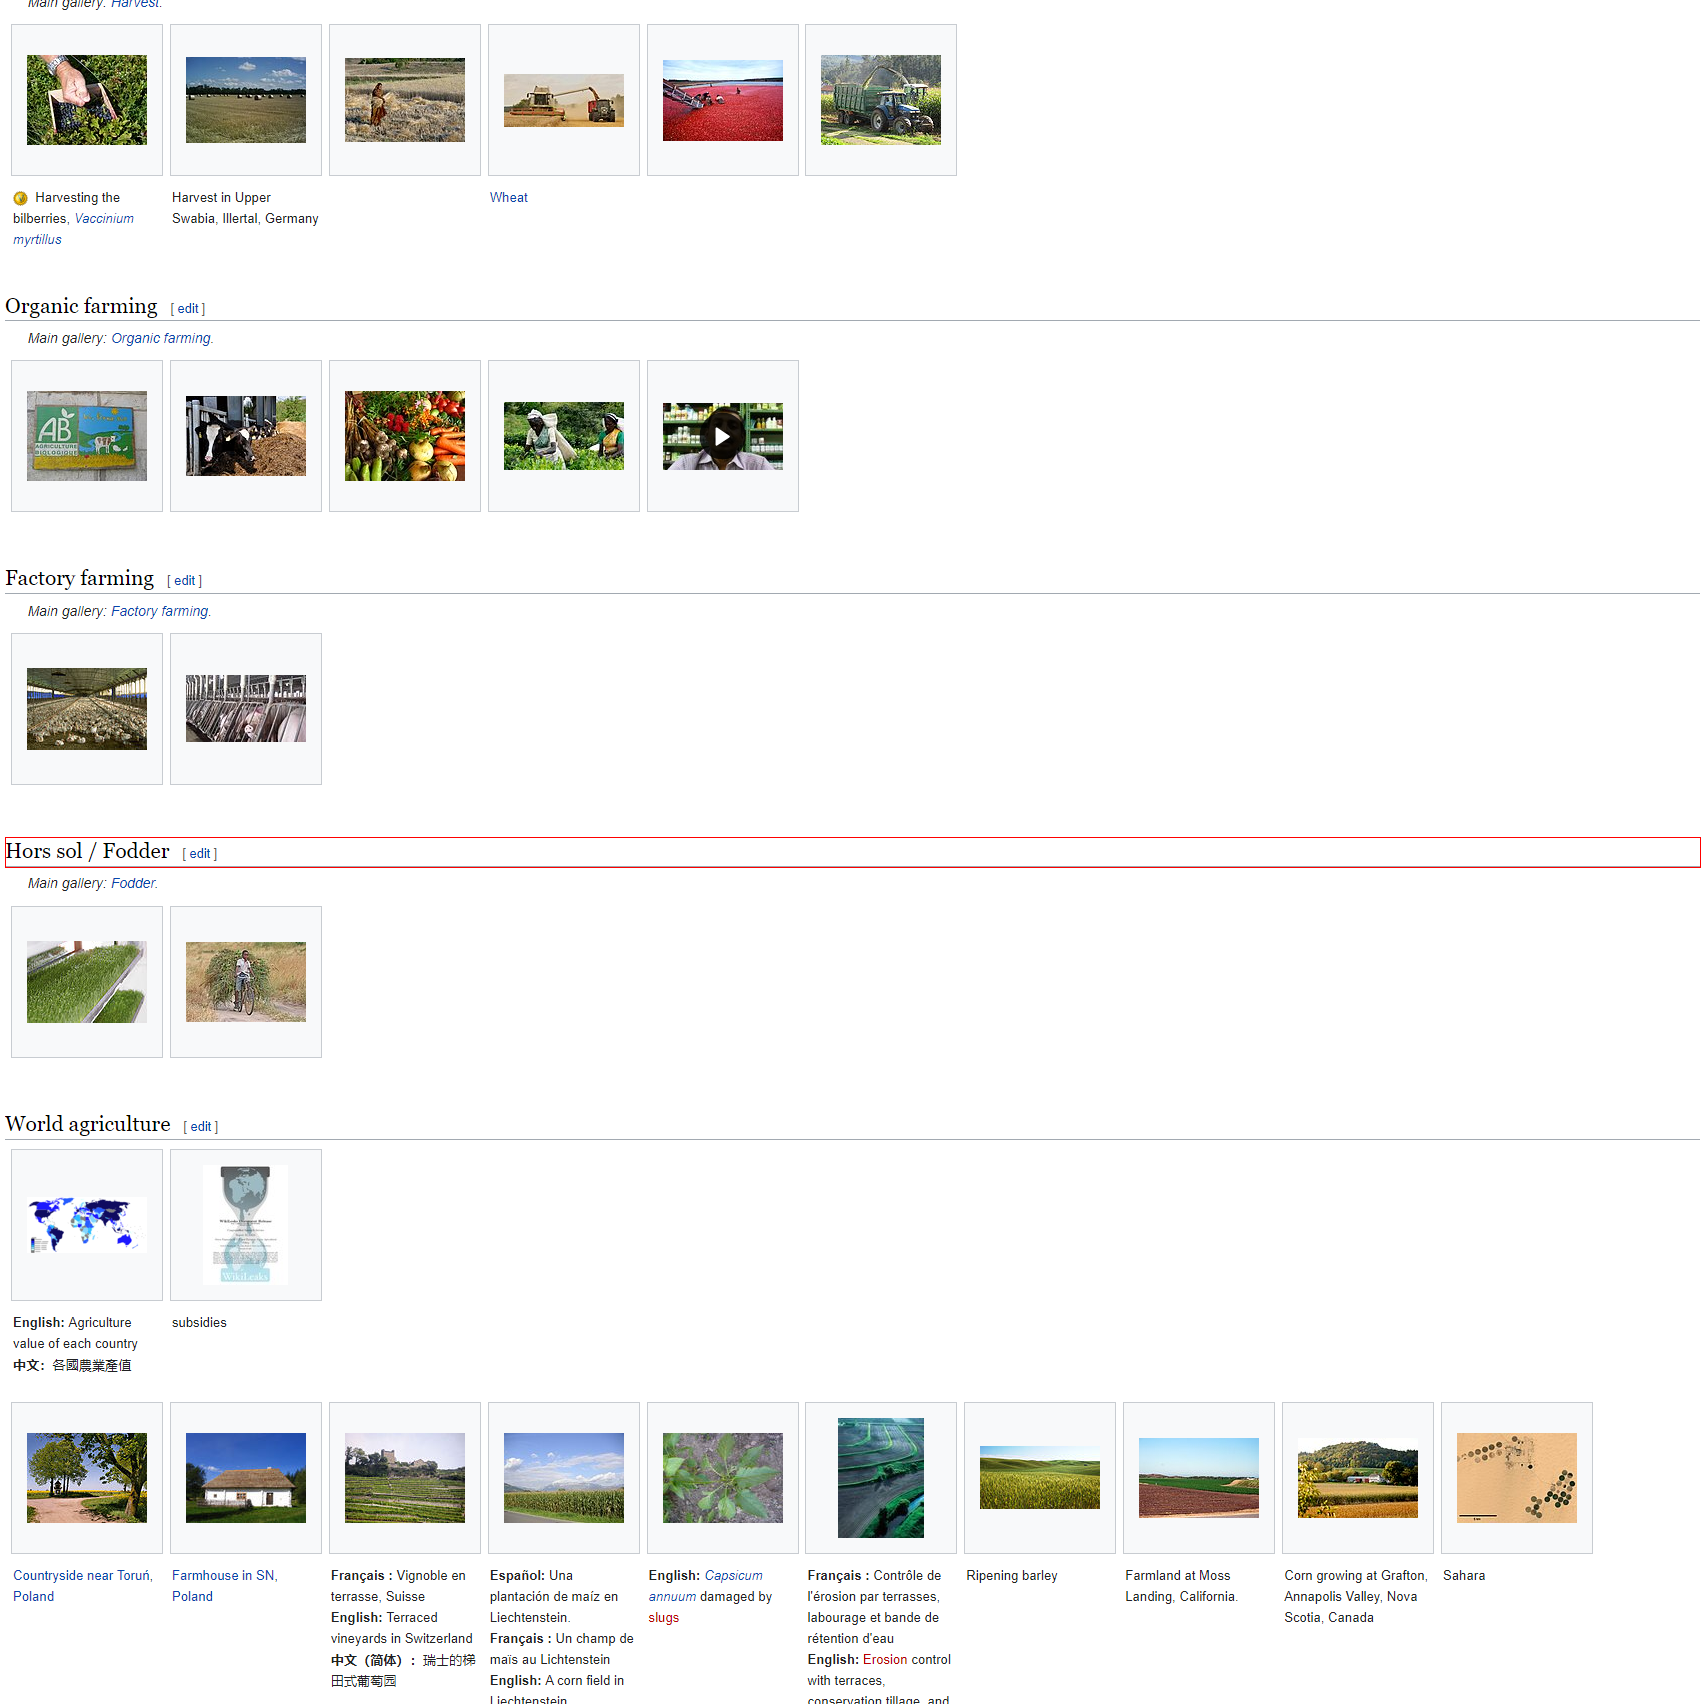 Main gallery: Harvest.
Harvesting the
bilberries, Vaccinium
myrtillus
Harvest in Upper
Swabia, Illertal, Germany
Wheat
Organic farming [ edit ]
Main gallery: Organic farming.
AB
AGRICULTURE
BIOLOGIQUE
Factory farming [ edit ]
Main gallery: Factory farming.
Hors sol / Fodder [ edit ]
Main gallery: Fodder.
World agriculture [ edit ]
WikiLeaks Document Release
WikiLeaks
English: Agriculture
value of each country
中文：各國農業產值
subsidies
Countryside near Toruń,
Poland
Farmhouse in SN,
Poland
Français : Vignoble en
terrasse, Suisse
English: Terraced
vineyards in Switzerland
中文（简体）：瑞士的梯
田式葡萄园
Español: Una
plantación de maíz en
Liechtenstein.
Français : Un champ de
maïs au Lichtenstein
English: A corn field in
Liechtenstein
English: Capsicum
annuum damaged by
slugs
Français : Contrôle de
l'érosion par terrasses,
labourage et bande de
rétention d'eau
English: Erosion control
with terraces,
conservation tillage, and
Ripening barley
Farmland at Moss
Landing, California.
Corn growing at Grafton,
Annapolis Valley, Nova
Scotia, Canada
Sahara